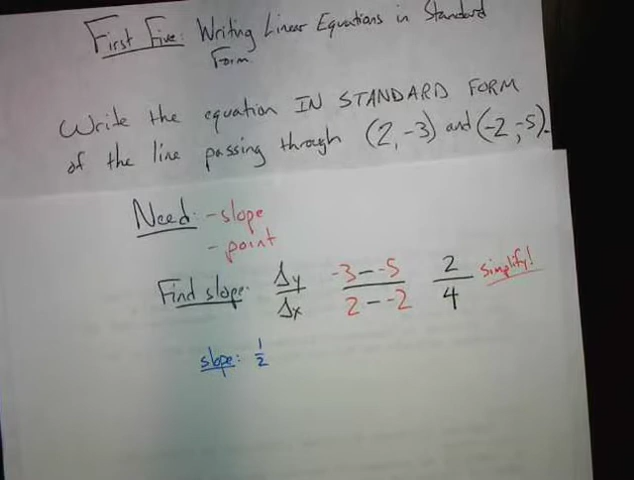 First Five: Writing Linear Equations in Standard
Form
Write the equation IN STANDARD FORM
of the line passing through (2, -3) and (-2, -5).
Need: - slope
- point
Find slope: Δy/Δx -3--5/2--2 2/4 simplify!
slope: 1/2